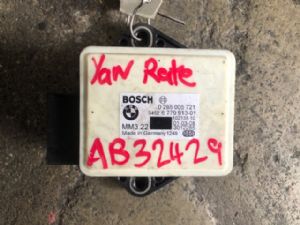 Yaw Rate
BOSCH
0 265 005 721
MM3.22
Made in Germany
AB32429